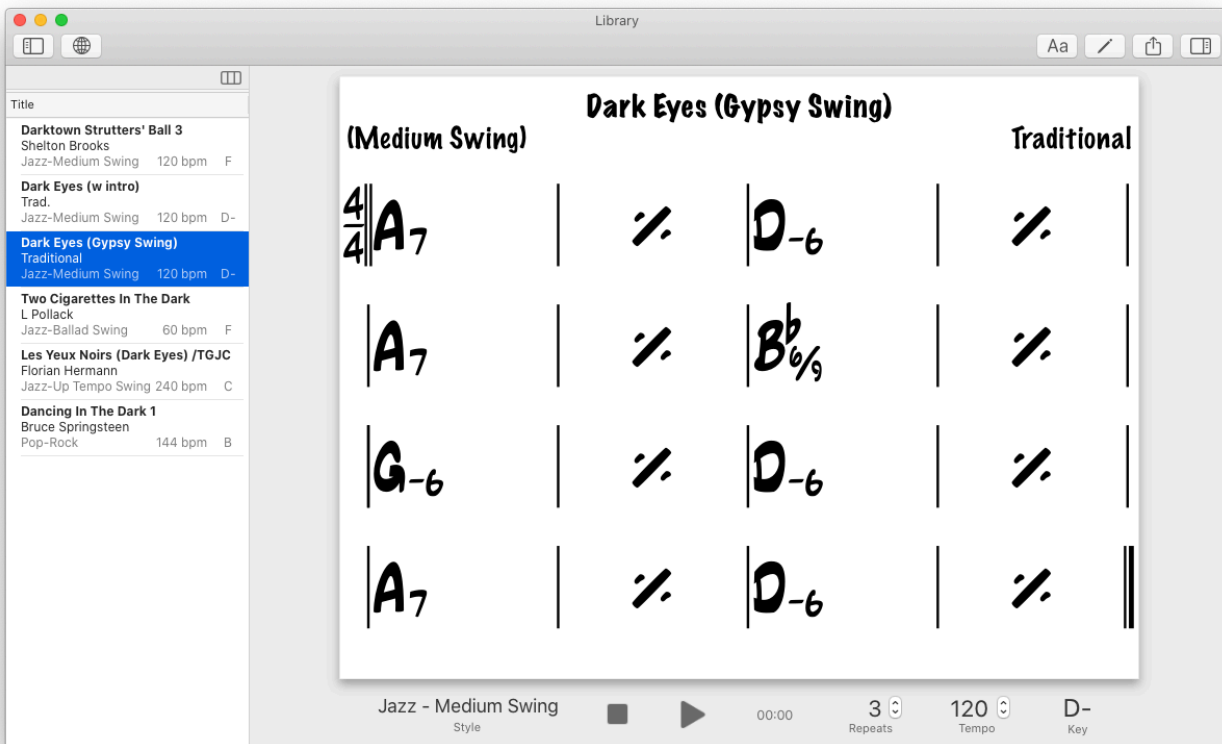 Library
Aa
Title
Darktown Strutters' Ball 3
Shelton Brooks
Jazz-Medium Swing 120 bpm F
Dark Eyes (w intro)
Trad.
Jazz-Medium Swing 120 bpm D-
Dark Eyes (Gypsy Swing)
Traditional
Jazz-Medium Swing 120 bpm D-
Two Cigarettes In The Dark
L Pollack
Jazz-Ballad Swing 60 bpm F
Les Yeux Noirs (Dark Eyes) /TGJC
Florian Hermann
Jazz-Up Tempo Swing 240 bpm C
Dancing In The Dark 1
Bruce Springsteen
Pop-Rock 144 bpm B
Dark Eyes (Gypsy Swing)
(Medium Swing) Traditional
4/4 A7 | 𝄎 | D-6 | 𝄎 |
A7 | 𝄎 | B♭6/9 | 𝄎 |
G-6 | 𝄎 | D-6 | 𝄎 |
A7 | 𝄎 | D-6 | 𝄎
Jazz - Medium Swing 00:00 3 120 D-
Style Repeats Tempo Key